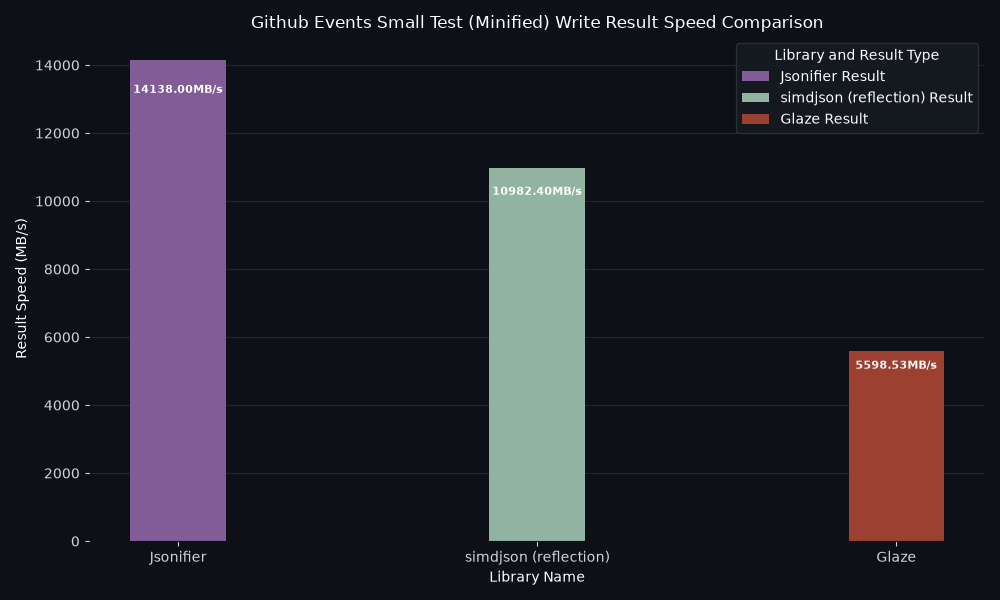 Github Events Small Test (Minified) Write Result Speed Comparison
Library and Result Type
Jsonifier Result
simdjson (reflection) Result
Glaze Result
14000
12000
10000
8000
6000
4000
2000
0
Result Speed (MB/s)
14138.00MB/s
10982.40MB/s
5598.53MB/s
Jsonifier
simdjson (reflection)
Glaze
Library Name